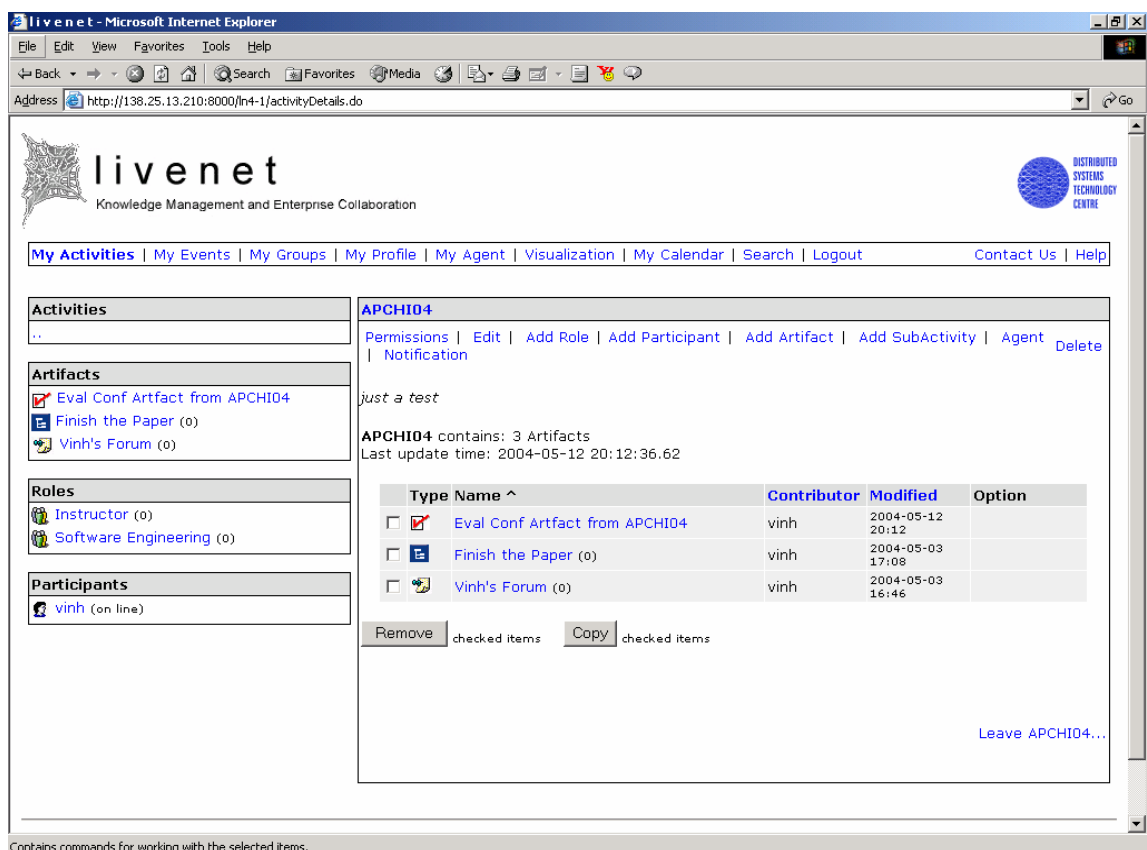 l i v e n e t - Microsoft Internet Explorer
File Edit View Favorites Tools Help
Back Search Favorites Media
Address http://138.25.13.210:8000/ln4-1/activityDetails.do Go
livenet
Knowledge Management and Enterprise Collaboration
DISTRIBUTED
SYSTEMS
TECHNOLOGY
CENTRE
My Activities | My Events | My Groups | My Profile | My Agent | Visualization | My Calendar | Search | Logout Contact Us | Help
Activities
..
Artifacts
Eval Conf Artfact from APCHI04
Finish the Paper (0)
Vinh's Forum (0)
Roles
Instructor (0)
Software Engineering (0)
Participants
vinh (on line)
APCHI04
Permissions | Edit | Add Role | Add Participant | Add Artifact | Add SubActivity | Agent
| Notification Delete
just a test
APCHI04 contains: 3 Artifacts
Last update time: 2004-05-12 20:12:36.62
Type Name ^ Contributor Modified Option
Eval Conf Artfact from APCHI04 vinh 2004-05-12
20:12
Finish the Paper (0) vinh 2004-05-03
17:08
Vinh's Forum (0) vinh 2004-05-03
16:46
Remove checked items Copy checked items
Leave APCHI04...
Contains commands for working with the selected items.